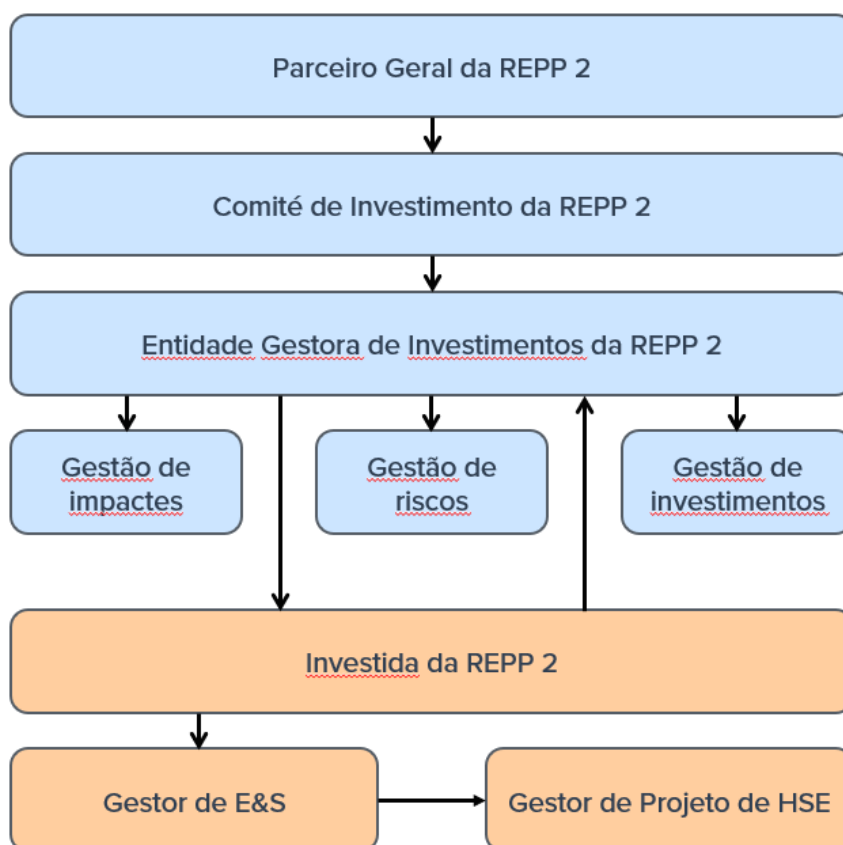 Parceiro Geral da REPP 2
Comité de Investimento da REPP 2
Entidade Gestora de Investimentos da REPP 2
Gestão de
impactes
Gestão de
riscos
Gestão de
investimentos
Investida da REPP 2
Gestor de E&S
Gestor de Projeto de HSE